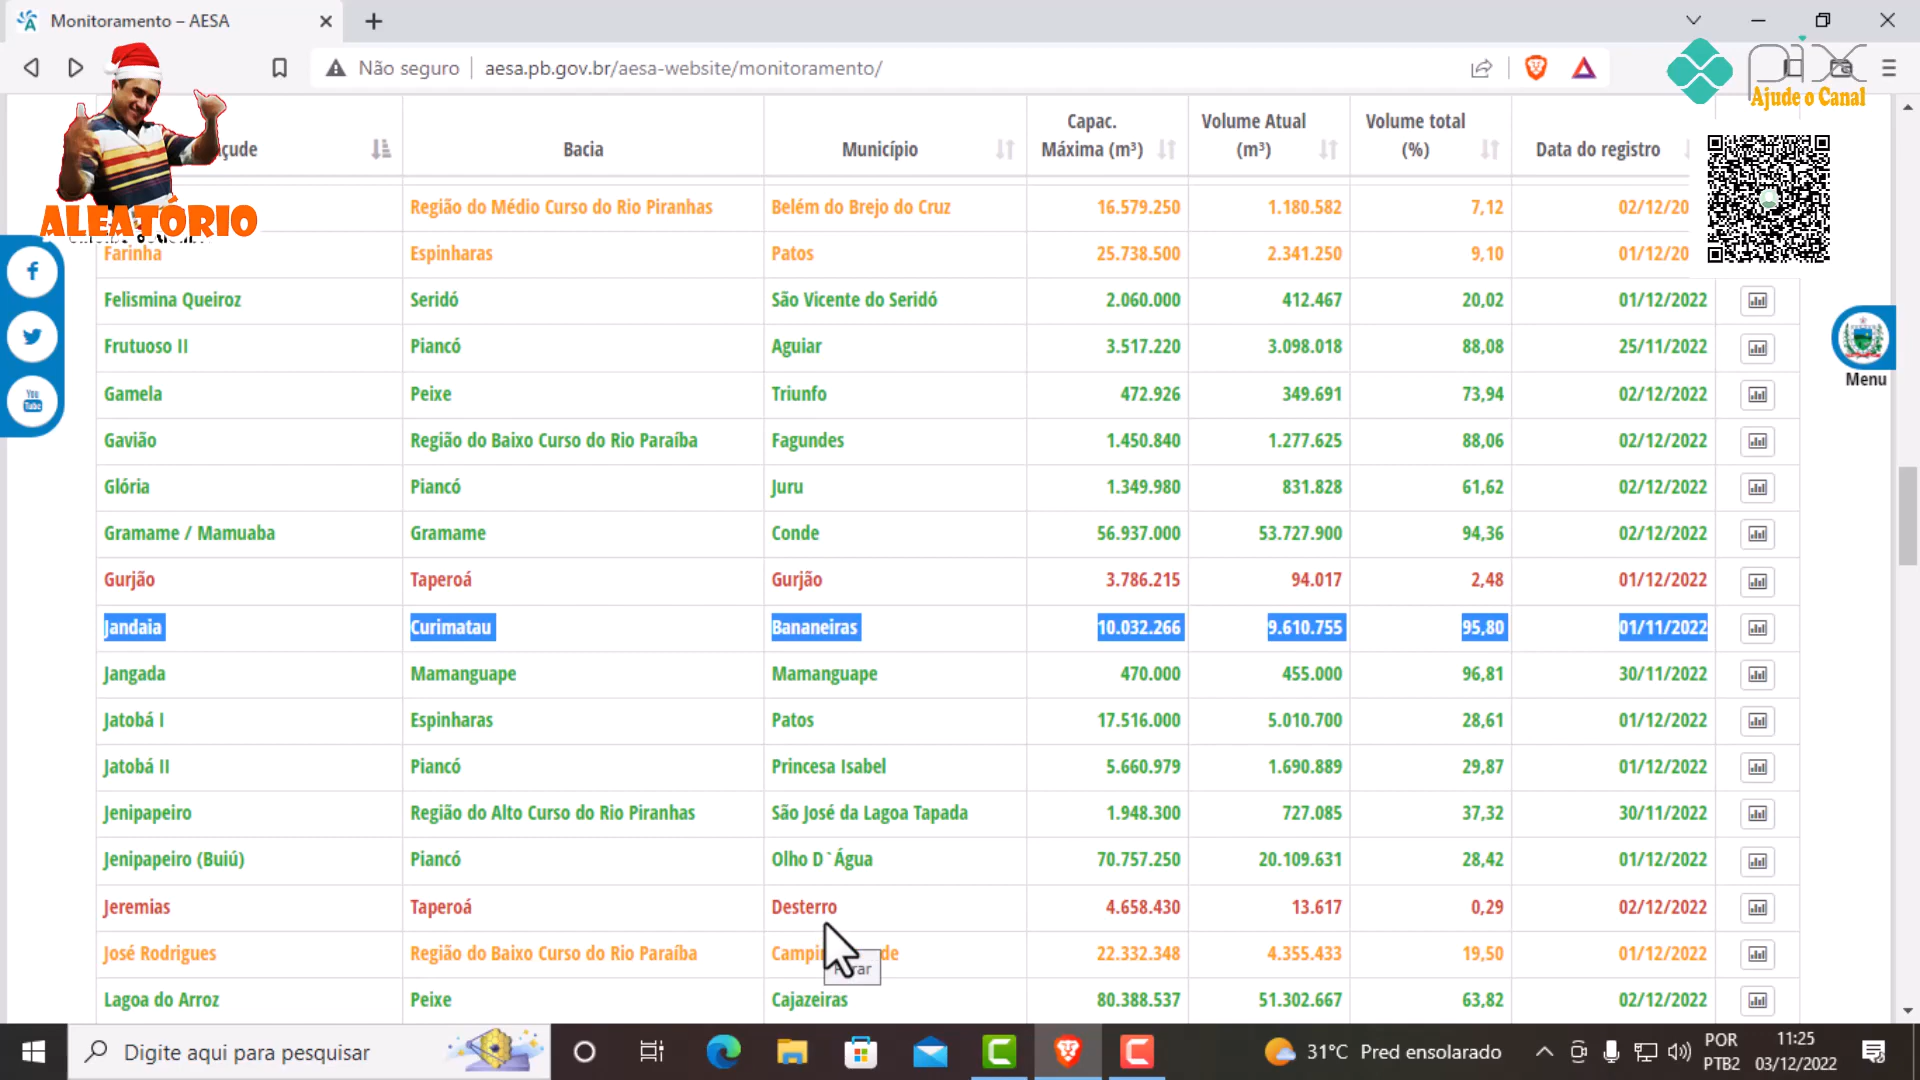 Monitoramento – AESA
Não seguro
aesa.pb.gov.br/aesa-website/monitoramento/
pix
Ajude o Canal
ALEATÓRIO
Bacia
Município
Capac. Máxima (m³)
Volume Atual (m³)
Volume total (%)
Data do registro
Região do Médio Curso do Rio Piranhas Belém do Brejo do Cruz 16.579.250 1.180.582 7,12 02/12/20
Farinha Espinharas Patos 25.738.500 2.341.250 9,10 01/12/20
Felismina Queiroz Seridó São Vicente do Seridó 2.060.000 412.467 20,02 01/12/2022
Frutuoso II Piancó Aguiar 3.517.220 3.098.018 88,08 25/11/2022
Gamela Peixe Triunfo 472.926 349.691 73,94 02/12/2022
Gavião Região do Baixo Curso do Rio Paraíba Fagundes 1.450.840 1.277.625 88,06 02/12/2022
Glória Piancó Juru 1.349.980 831.828 61,62 02/12/2022
Gramame / Mamuaba Gramame Conde 56.937.000 53.727.900 94,36 02/12/2022
Gurjão Taperoá Gurjão 3.786.215 94.017 2,48 01/12/2022
Jandaia Curimatau Bananeiras 10.032.266 9.610.755 95,80 01/11/2022
Jangada Mamanguape Mamanguape 470.000 455.000 96,81 30/11/2022
Jatobá I Espinharas Patos 17.516.000 5.010.700 28,61 01/12/2022
Jatobá II Piancó Princesa Isabel 5.660.979 1.690.889 29,87 01/12/2022
Jenipapeiro Região do Alto Curso do Rio Piranhas São José da Lagoa Tapada 1.948.300 727.085 37,32 30/11/2022
Jenipapeiro (Buiú) Piancó Olho D`Água 70.757.250 20.109.631 28,42 01/12/2022
Jeremias Taperoá Desterro 4.658.430 13.617 0,29 02/12/2022
José Rodrigues Região do Baixo Curso do Rio Paraíba 22.332.348 4.355.433 19,50 01/12/2022
Lagoa do Arroz Peixe Cajazeiras 80.388.537 51.302.667 63,82 02/12/2022
You Tube
Menu
Digite aqui para pesquisar
31°C Pred ensolarado
POR
PTB2
11:25
03/12/2022